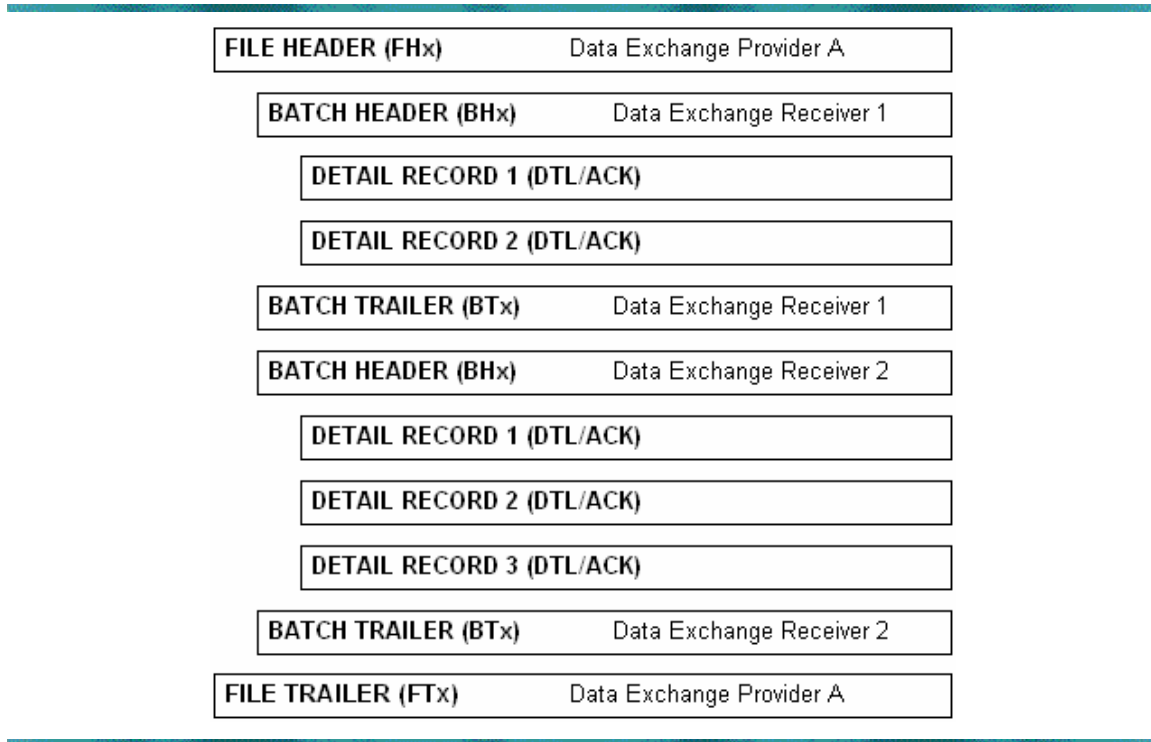 FILE HEADER (FHx) Data Exchange Provider A
BATCH HEADER (BHx) Data Exchange Receiver 1
DETAIL RECORD 1 (DTL/ACK)
DETAIL RECORD 2 (DTL/ACK)
BATCH TRAILER (BTx) Data Exchange Receiver 1
BATCH HEADER (BHx) Data Exchange Receiver 2
DETAIL RECORD 1 (DTL/ACK)
DETAIL RECORD 2 (DTL/ACK)
DETAIL RECORD 3 (DTL/ACK)
BATCH TRAILER (BTx) Data Exchange Receiver 2
FILE TRAILER (FTx) Data Exchange Provider A